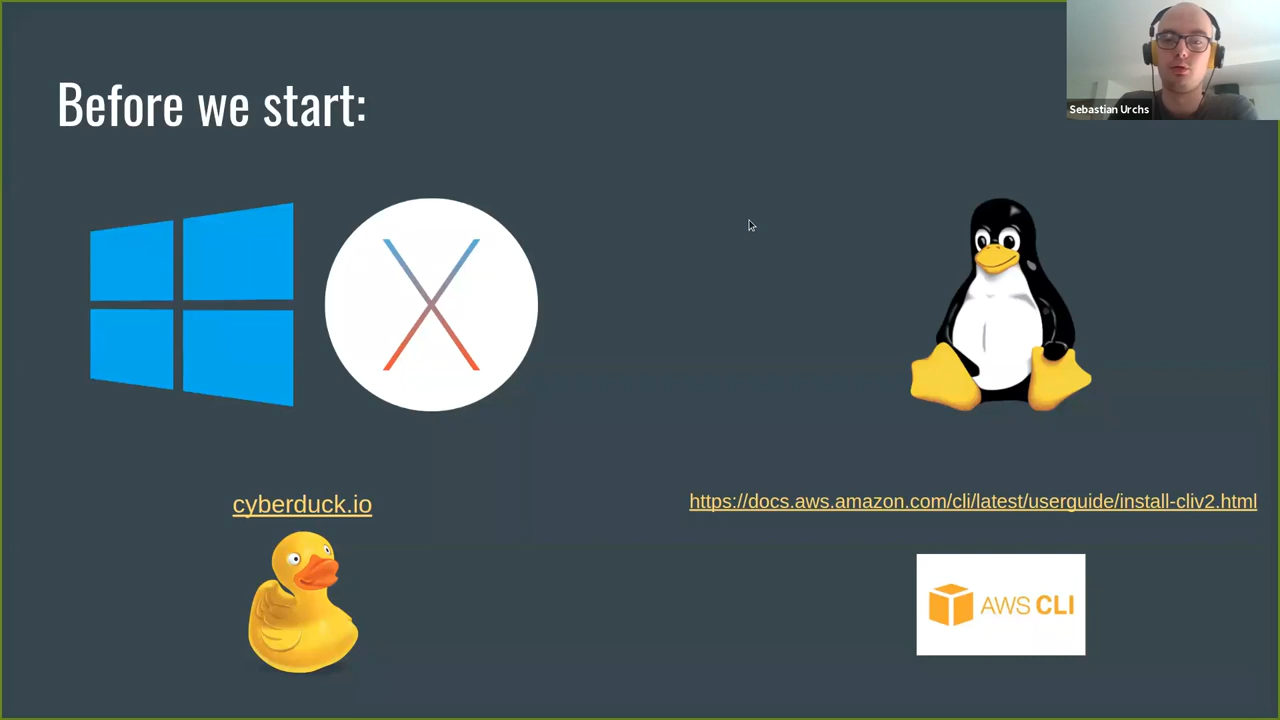 Before we start:
Sebastian Urchs
cyberduck.io
https://docs.aws.amazon.com/cli/latest/userguide/install-cliv2.html
AWS CLI